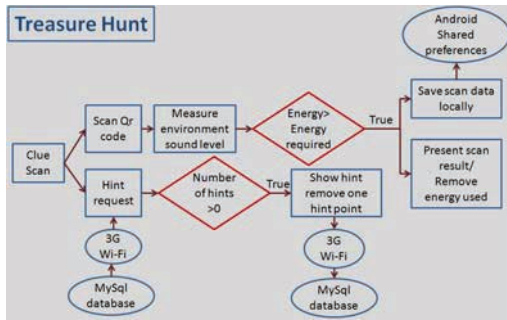 Treasure Hunt
Android
Shared
preferences
Scan Qr
code
Measure
environment
sound level
Energy>
Energy
required
True
Save scan data
locally
Clue
Scan
Present scan
result/
Remove
energy used
Hint
request
Number
of hints
>0
True
Show hint
remove one
hint point
3G
Wi-Fi
MySql
database
3G
Wi-Fi
MySql
database